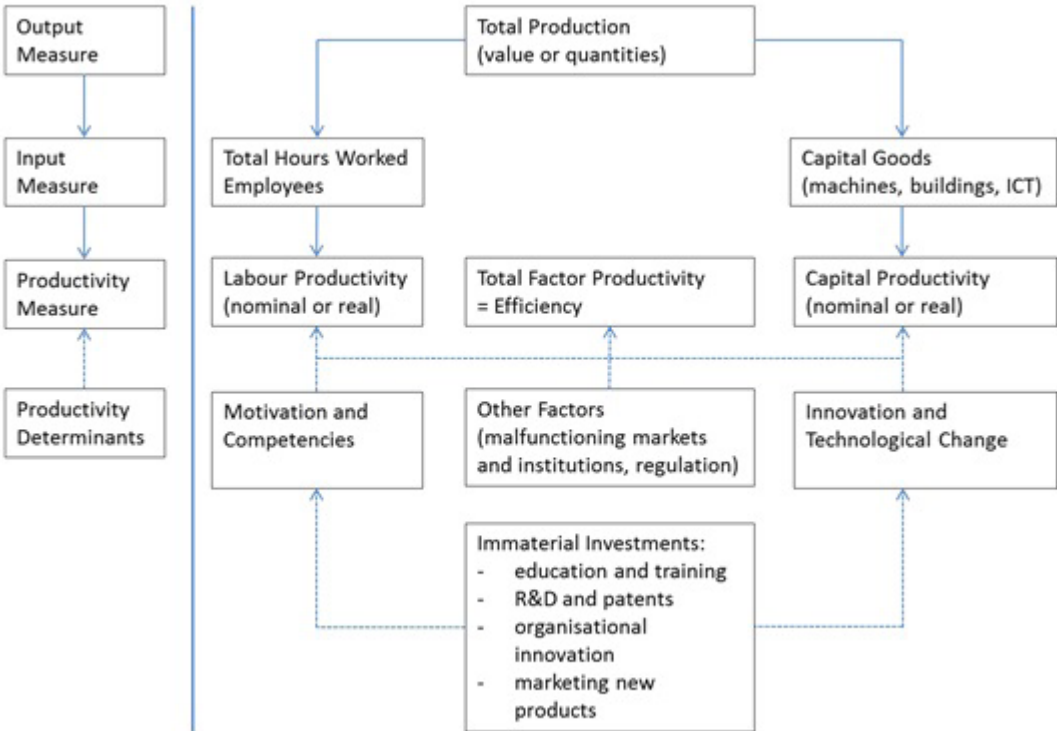 Output
Measure
Input
Measure
Productivity
Measure
Productivity
Determinants
Total Production
(value or quantities)
Total Hours Worked
Employees
Capital Goods
(machines, buildings, ICT)
Labour Productivity
(nominal or real)
Total Factor Productivity
= Efficiency
Capital Productivity
(nominal or real)
Motivation and
Competencies
Other Factors
(malfunctioning markets
and institutions, regulation)
Innovation and
Technological Change
Immaterial Investments:
- education and training
- R&D and patents
- organisational
innovation
- marketing new
products